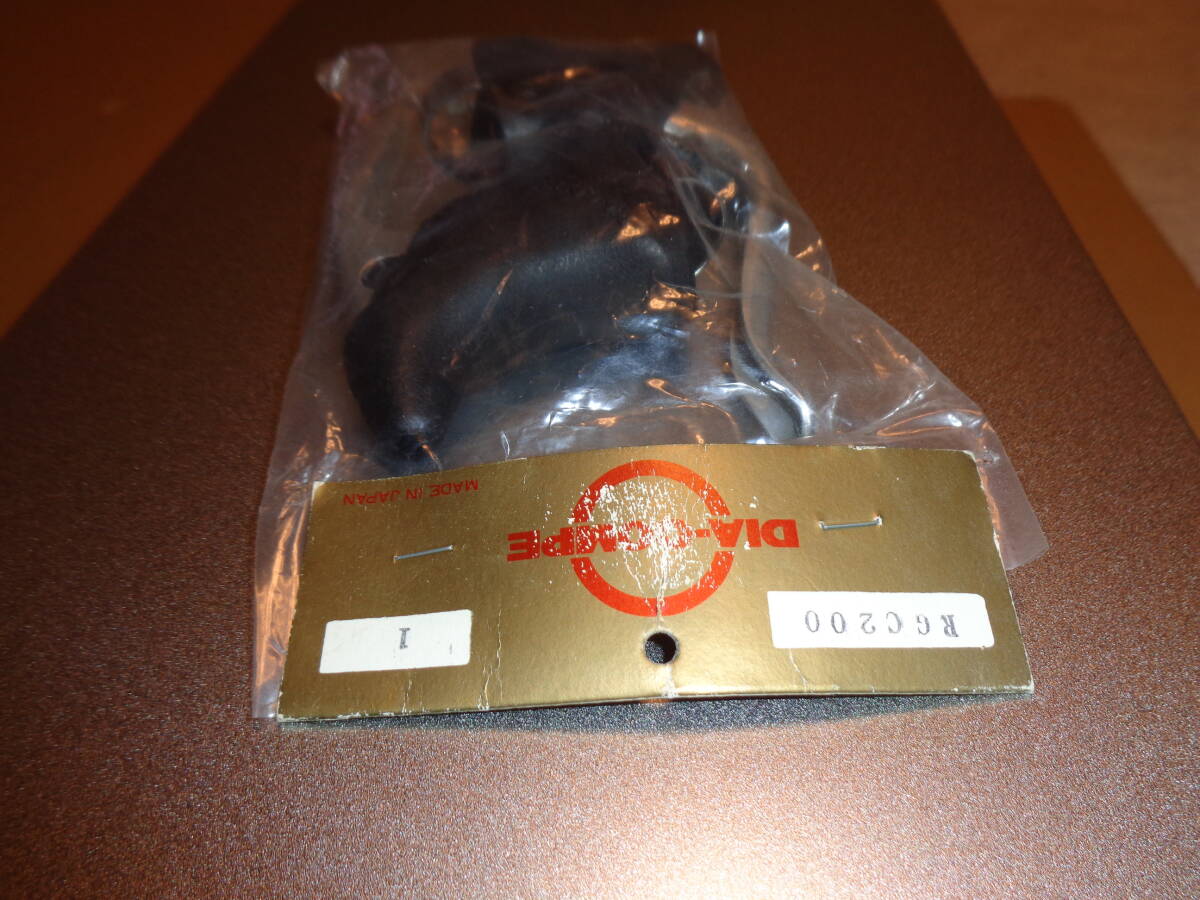 RGC200
1
DIA-COMPE
MADE IN JAPAN